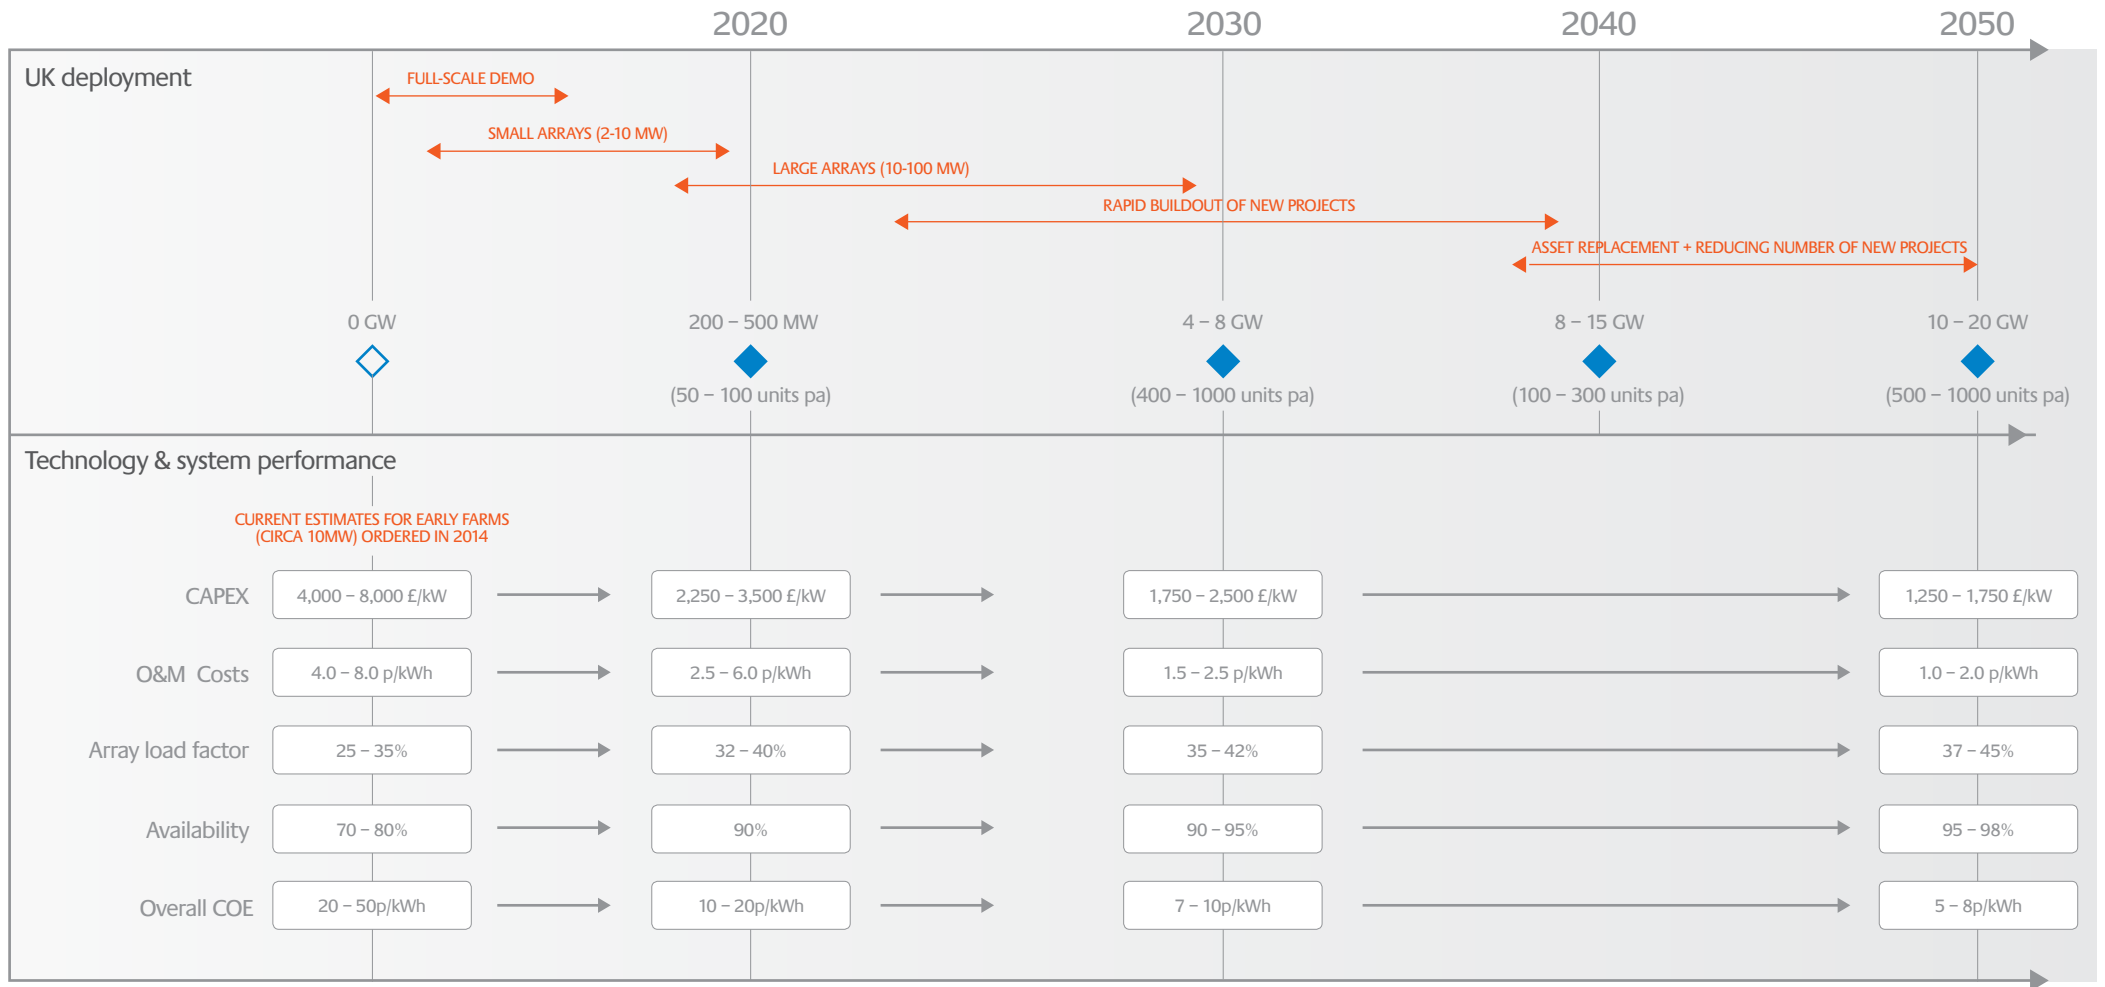 2020 2030 2040 2050
UK deployment
FULL-SCALE DEMO
SMALL ARRAYS (2-10 MW)
LARGE ARRAYS (10-100 MW)
RAPID BUILDOUT OF NEW PROJECTS
ASSET REPLACEMENT + REDUCING NUMBER OF NEW PROJECTS
0 GW 200 – 500 MW 4 – 8 GW 8 – 15 GW 10 – 20 GW
(50 – 100 units pa) (400 – 1000 units pa) (100 – 300 units pa) (500 – 1000 units pa)
Technology & system performance
CURRENT ESTIMATES FOR EARLY FARMS
(CIRCA 10MW) ORDERED IN 2014
CAPEX 4,000 – 8,000 £/kW 2,250 – 3,500 £/kW 1,750 – 2,500 £/kW 1,250 – 1,750 £/kW
O&M Costs 4.0 – 8.0 p/kWh 2.5 – 6.0 p/kWh 1.5 – 2.5 p/kWh 1.0 – 2.0 p/kWh
Array load factor 25 – 35% 32 – 40% 35 – 42% 37 – 45%
Availability 70 – 80% 90% 90 – 95% 95 – 98%
Overall COE 20 – 50p/kWh 10 – 20p/kWh 7 – 10p/kWh 5 – 8p/kWh